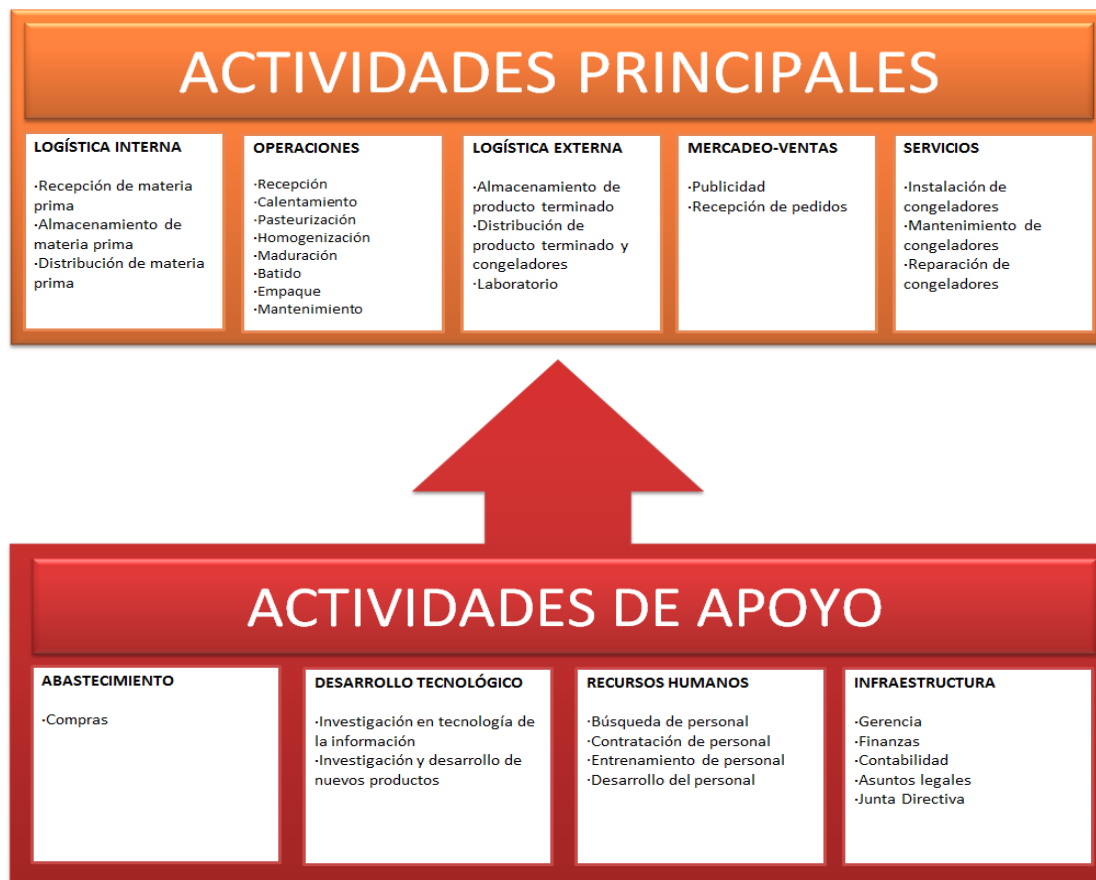 ACTIVIDADES PRINCIPALES
LOGÍSTICA INTERNA
·Recepción de materia
prima
·Almacenamiento de
materia prima
·Distribución de materia
prima
OPERACIONES
·Recepción
·Calentamiento
·Pasteurización
·Homogenización
·Maduración
·Batido
·Empaque
·Mantenimiento
LOGÍSTICA EXTERNA
·Almacenamiento de
producto terminado
·Distribución de
producto terminado y
congeladores
·Laboratorio
MERCADEO-VENTAS
·Publicidad
·Recepción de pedidos
SERVICIOS
·Instalación de
congeladores
·Mantenimiento de
congeladores
·Reparación de
congeladores
ACTIVIDADES DE APOYO
ABASTECIMIENTO
·Compras
DESARROLLO TECNOLÓGICO
·Investigación en tecnología de
la información
·Investigación y desarrollo de
nuevos productos
RECURSOS HUMANOS
·Búsqueda de personal
·Contratación de personal
·Entrenamiento de personal
·Desarrollo del personal
INFRAESTRUCTURA
·Gerencia
·Finanzas
·Contabilidad
·Asuntos legales
·Junta Directiva